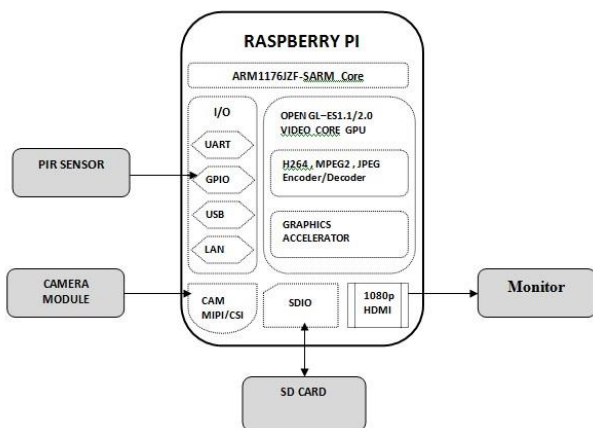 RASPBERRY PI
ARM1176JZF-SARM Core
I/O
UART
GPIO
USB
LAN
OPEN GL–ES1.1/2.0
VIDEO CORE GPU
H264 , MPEG2 , JPEG
Encoder/Decoder
GRAPHICS
ACCELERATOR
PIR SENSOR
CAMERA
MODULE
CAM
MIPI/CSI
SDIO
1080p
HDMI
Monitor
SD CARD